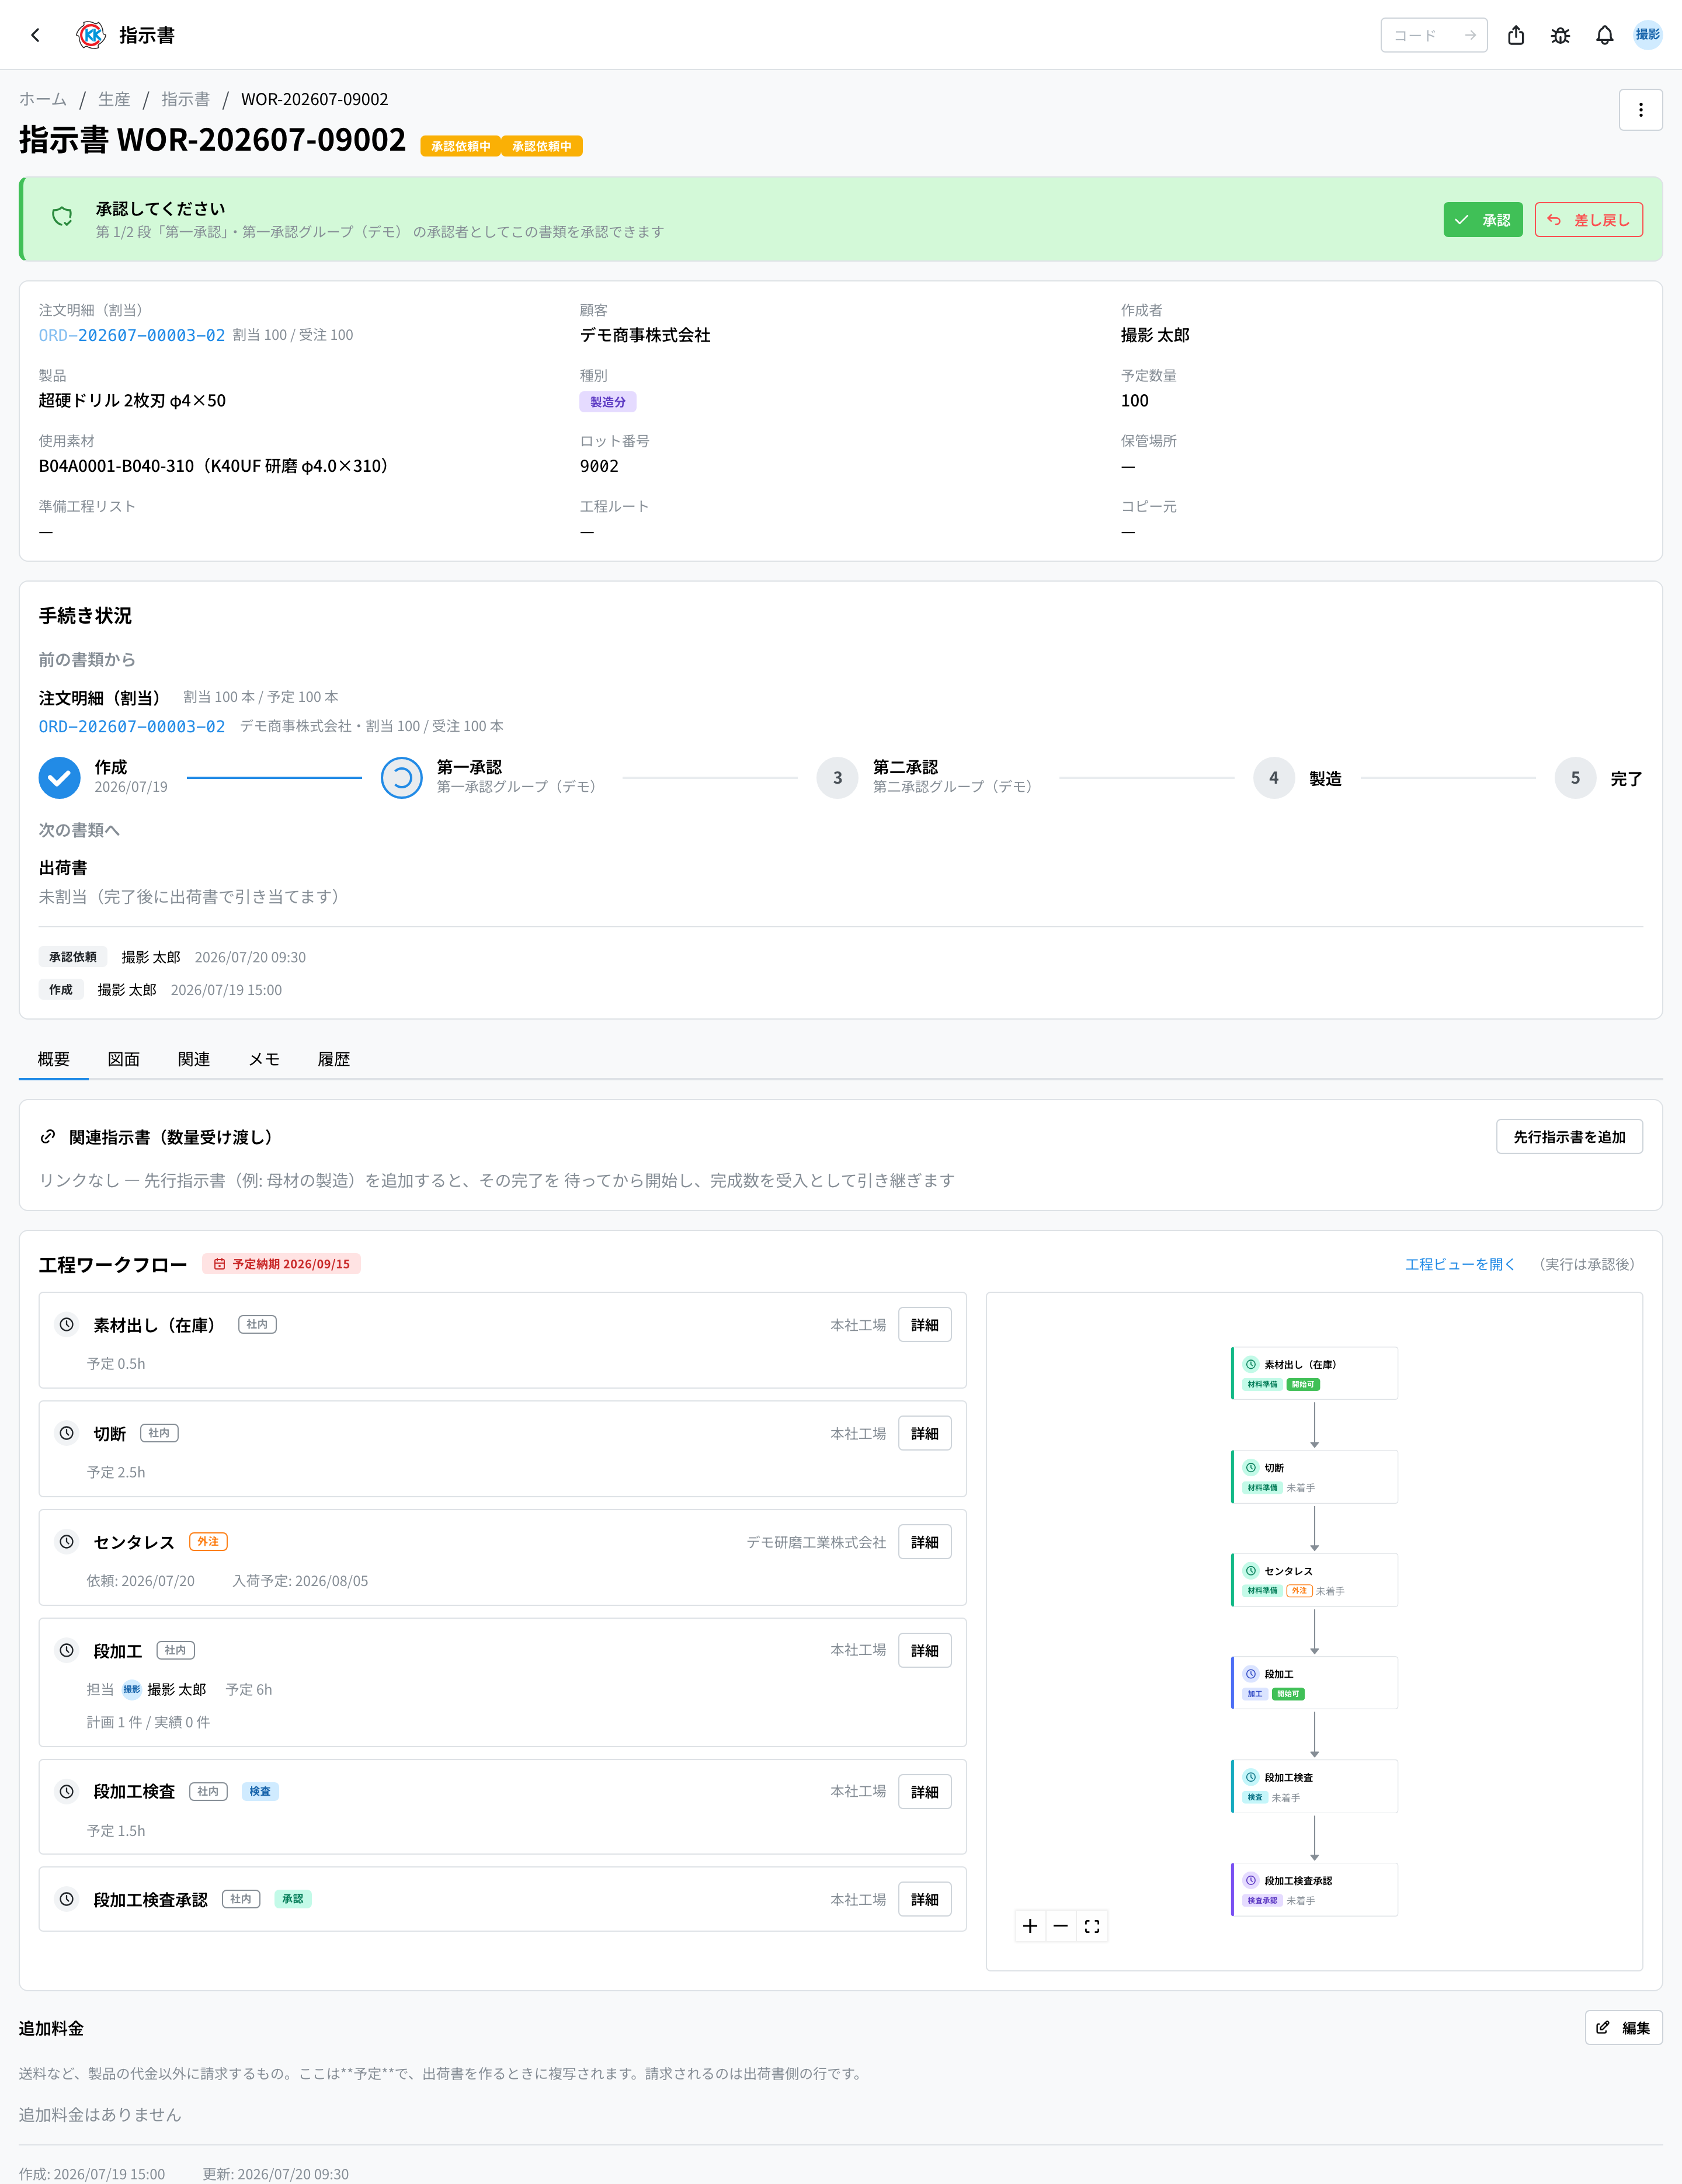 指示書
コード
撮影
ホーム / 生産 / 指示書 / WOR-202607-09002
指示書 WOR-202607-09002 承認依頼中 承認依頼中
承認してください
第 1/2 段「第一承認」・第一承認グループ（デモ） の承認者としてこの書類を承認できます
承認 差し戻し
注文明細（割当） 顧客 作成者
ORD-202607-00003-02 割当 100 / 受注 100 デモ商事株式会社 撮影 太郎
製品 種別 予定数量
超硬ドリル 2枚刃 φ4×50 製造分 100
使用素材 ロット番号 保管場所
B04A0001-B040-310（K40UF 研磨 φ4.0×310） 9002 —
準備工程リスト 工程ルート コピー元
— — —
手続き状況
前の書類から
注文明細（割当） 割当 100 本 / 予定 100 本
ORD-202607-00003-02 デモ商事株式会社・割当 100 / 受注 100 本
作成
2026/07/19
第一承認
第一承認グループ（デモ）
3 第二承認
第二承認グループ（デモ）
4 製造
5 完了
次の書類へ
出荷書
未割当（完了後に出荷書で引き当てます）
承認依頼 撮影 太郎 2026/07/20 09:30
作成 撮影 太郎 2026/07/19 15:00
概要 図面 関連 メモ 履歴
関連指示書（数量受け渡し） 先行指示書を追加
リンクなし — 先行指示書（例: 母材の製造）を追加すると、その完了を 待ってから開始し、完成数を受入として引き継ぎます
工程ワークフロー 予定納期 2026/09/15 工程ビューを開く （実行は承認後）
素材出し（在庫） 社内 本社工場 詳細
予定 0.5h
切断 社内 本社工場 詳細
予定 2.5h
センタレス 外注 デモ研磨工業株式会社 詳細
依頼: 2026/07/20 入荷予定: 2026/08/05
段加工 社内 本社工場 詳細
担当 撮影 撮影 太郎 予定 6h
計画 1 件 / 実績 0 件
段加工検査 社内 検査 本社工場 詳細
予定 1.5h
段加工検査承認 社内 承認 本社工場 詳細
素材出し（在庫）
材料準備 開始可
切断
材料準備 未着手
センタレス
材料準備 外注 未着手
段加工
加工 開始可
段加工検査
検査 未着手
段加工検査承認
検査承認 未着手
追加料金 編集
送料など、製品の代金以外に請求するもの。ここは**予定**で、出荷書を作るときに複写されます。請求されるのは出荷書側の行です。
追加料金はありません
作成: 2026/07/19 15:00 更新: 2026/07/20 09:30